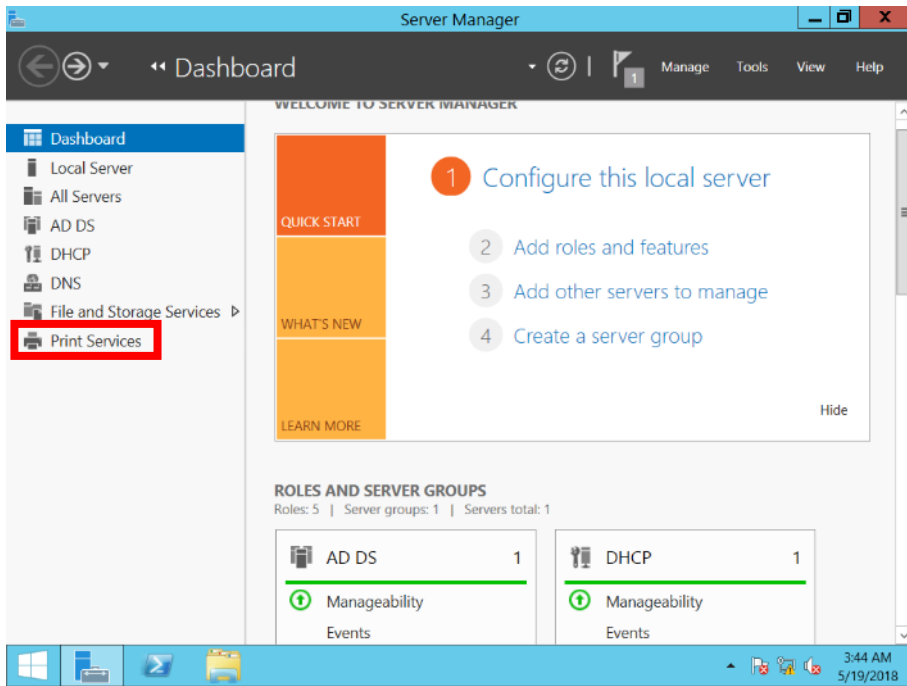 Server Manager
Dashboard
1
Manage
Tools
View
Help
Dashboard
Local Server
All Servers
AD DS
DHCP
DNS
File and Storage Services
Print Services
WELCOME TO SERVER MANAGER
QUICK START
WHAT'S NEW
LEARN MORE
1 Configure this local server
2 Add roles and features
3 Add other servers to manage
4 Create a server group
Hide
ROLES AND SERVER GROUPS
Roles: 5 | Server groups: 1 | Servers total: 1
AD DS 1
Manageability
Events
DHCP 1
Manageability
Events
3:44 AM
5/19/2018